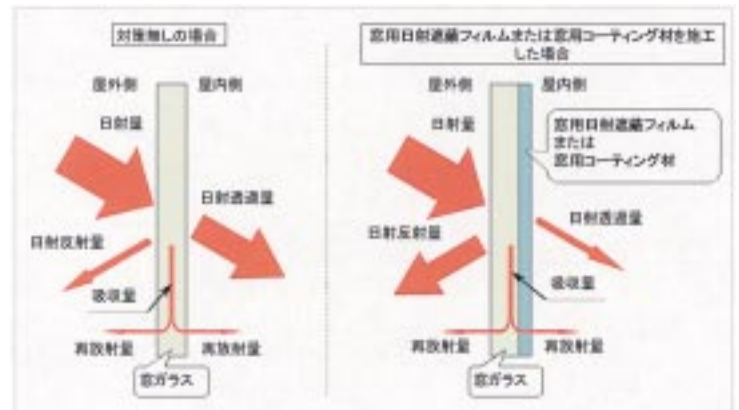 対策無しの場合
屋外側
屋内側
日射量
日射透過量
日射反射量
吸収量
再放射量
再放射量
窓ガラス
窓用日射遮蔽フィルムまたは窓用コーティング材を施工
した場合
屋外側
屋内側
日射量
窓用日射遮蔽フィルム
または
窓用コーティング材
日射透過量
日射反射量
吸収量
再放射量
再放射量
窓ガラス